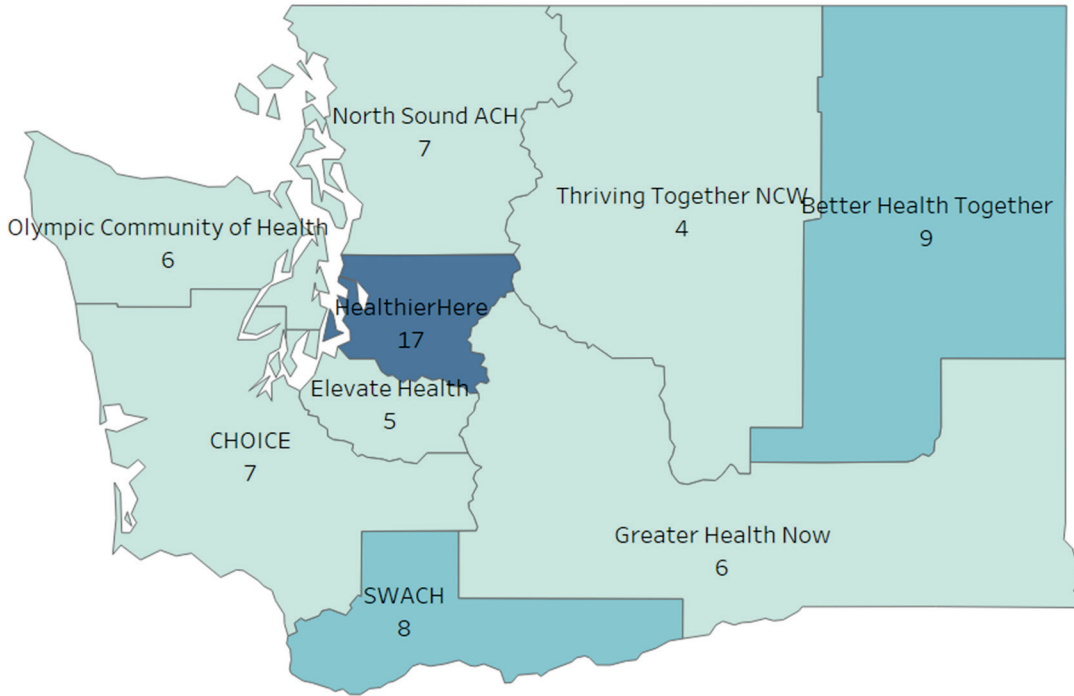 North Sound ACH
7
Thriving Together NCW
4
Better Health Together
9
Olympic Community of Health
6
HealthierHere
17
Elevate Health
5
CHOICE
7
Greater Health Now
6
SWACH
8